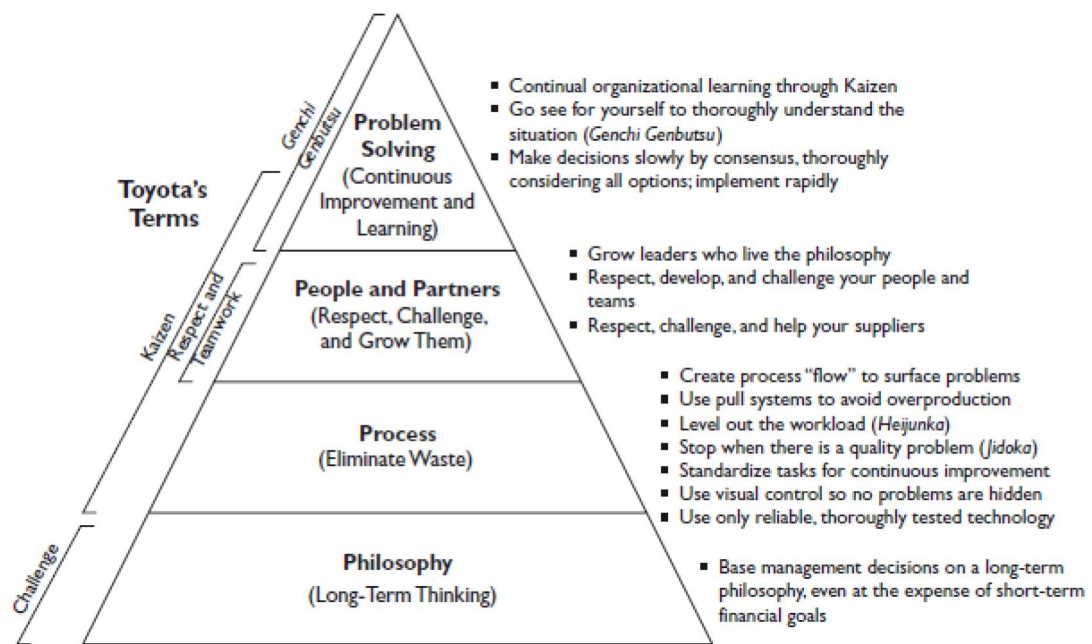 Toyota's
Terms
Genchi
Genbutsu
Kaizen
Respect and
Teamwork
Challenge
Problem
Solving
(Continuous
Improvement and
Learning)
▪ Continual organizational learning through Kaizen
▪ Go see for yourself to thoroughly understand the
situation (Genchi Genbutsu)
▪ Make decisions slowly by consensus, thoroughly
considering all options; implement rapidly
People and Partners
(Respect, Challenge,
and Grow Them)
▪ Grow leaders who live the philosophy
▪ Respect, develop, and challenge your people and
teams
▪ Respect, challenge, and help your suppliers
Process
(Eliminate Waste)
▪ Create process “flow” to surface problems
▪ Use pull systems to avoid overproduction
▪ Level out the workload (Heijunka)
▪ Stop when there is a quality problem (Jidoka)
▪ Standardize tasks for continuous improvement
▪ Use visual control so no problems are hidden
▪ Use only reliable, thoroughly tested technology
Philosophy
(Long-Term Thinking)
▪ Base management decisions on a long-term
philosophy, even at the expense of short-term
financial goals